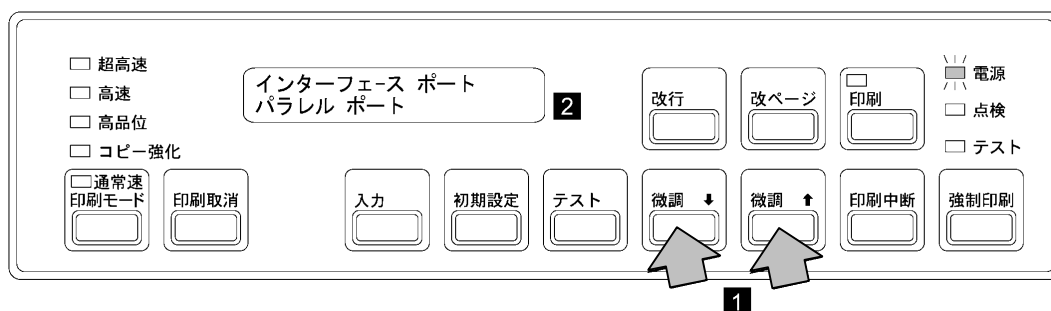 超高速
高速
高品位
コピー強化
通常速
印刷モード
印刷取消
インターフェース ポート
パラレル ポート
2
改行
改ページ
印刷
電源
点検
テスト
入力
初期設定
テスト
微調 ⬇
微調 ⬆
印刷中断
強制印刷
1